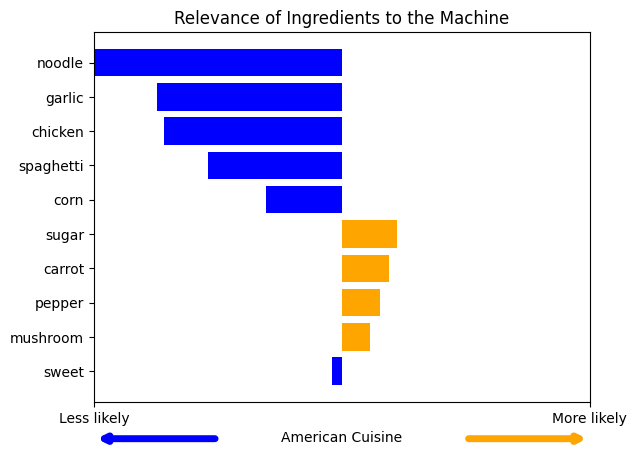 Relevance of Ingredients to the Machine
noodle
garlic
chicken
spaghetti
corn
sugar
carrot
pepper
mushroom
sweet
Less likely
More likely
American Cuisine